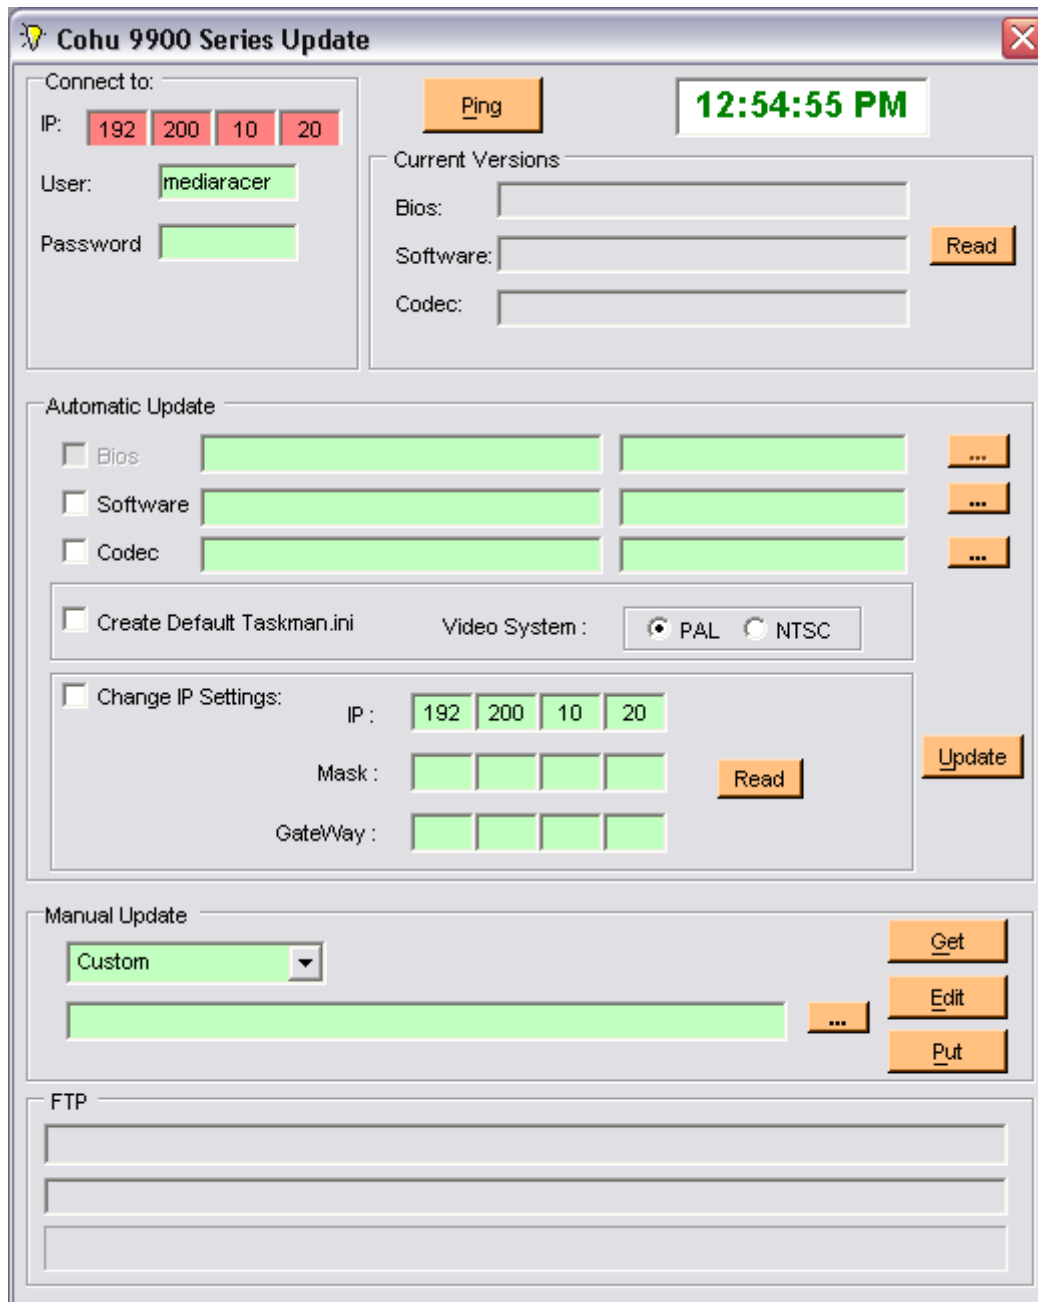 Cohu 9900 Series Update
Connect to:
IP: 192 200 10 20
User: mediaracer
Password
Ping
12:54:55 PM
Current Versions
Bios:
Software:
Codec:
Read
Automatic Update
Bios ...
Software ...
Codec ...
Create Default Taskman.ini Video System : PAL NTSC
Change IP Settings: IP : 192 200 10 20
Mask : Read
GateWay :
Update
Manual Update
Custom
...
Get
Edit
Put
FTP